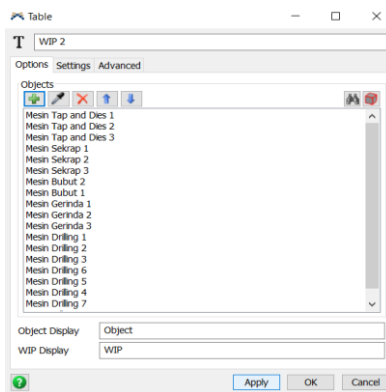 Table
T WIP 2
Options Settings Advanced
Objects
Mesin Tap and Dies 1
Mesin Tap and Dies 2
Mesin Tap and Dies 3
Mesin Sekrap 1
Mesin Sekrap 2
Mesin Sekrap 3
Mesin Bubut 2
Mesin Bubut 1
Mesin Gerinda 1
Mesin Gerinda 2
Mesin Gerinda 3
Mesin Drilling 1
Mesin Drilling 2
Mesin Drilling 3
Mesin Drilling 6
Mesin Drilling 5
Mesin Drilling 4
Mesin Drilling 7
Object Display Object
WIP Display WIP
? Apply OK Cancel